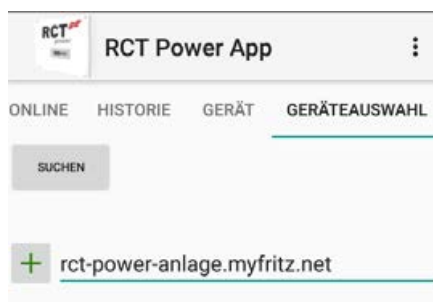 RCT
RCT Power App
ONLINE HISTORIE GERÄT GERÄTEAUSWAHL
SUCHEN
+ rct-power-anlage.myfritz.net